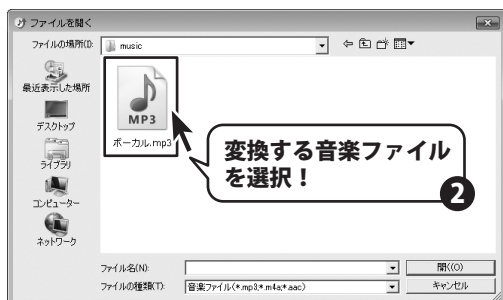 ファイルを開く
ファイルの場所(I):
music
最近表示した場所
デスクトップ
ライブラリ
コンピューター
ネットワーク
MP3
ボーカル.mp3
変換する音楽ファイル
を選択！
2
ファイル名(N):
開く(O)
ファイルの種類(T):
音楽ファイル(*.mp3;*.m4a;*.aac)
キャンセル